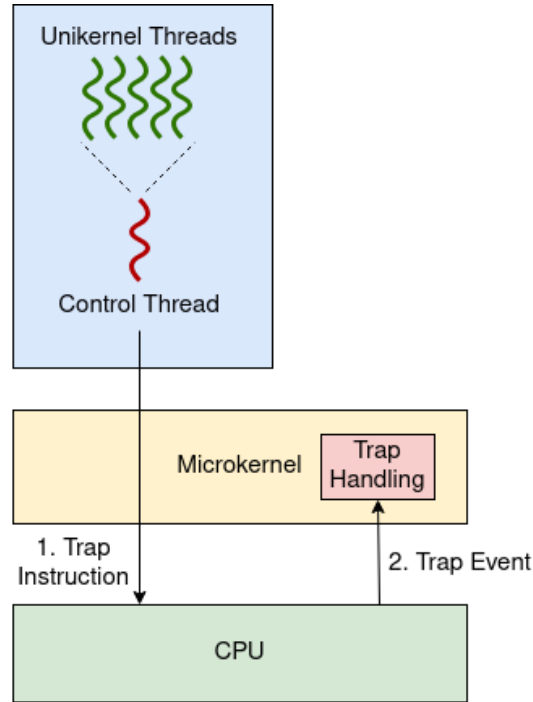 Unikernel Threads
Control Thread
Microkernel
Trap
Handling
1. Trap
Instruction
2. Trap Event
CPU